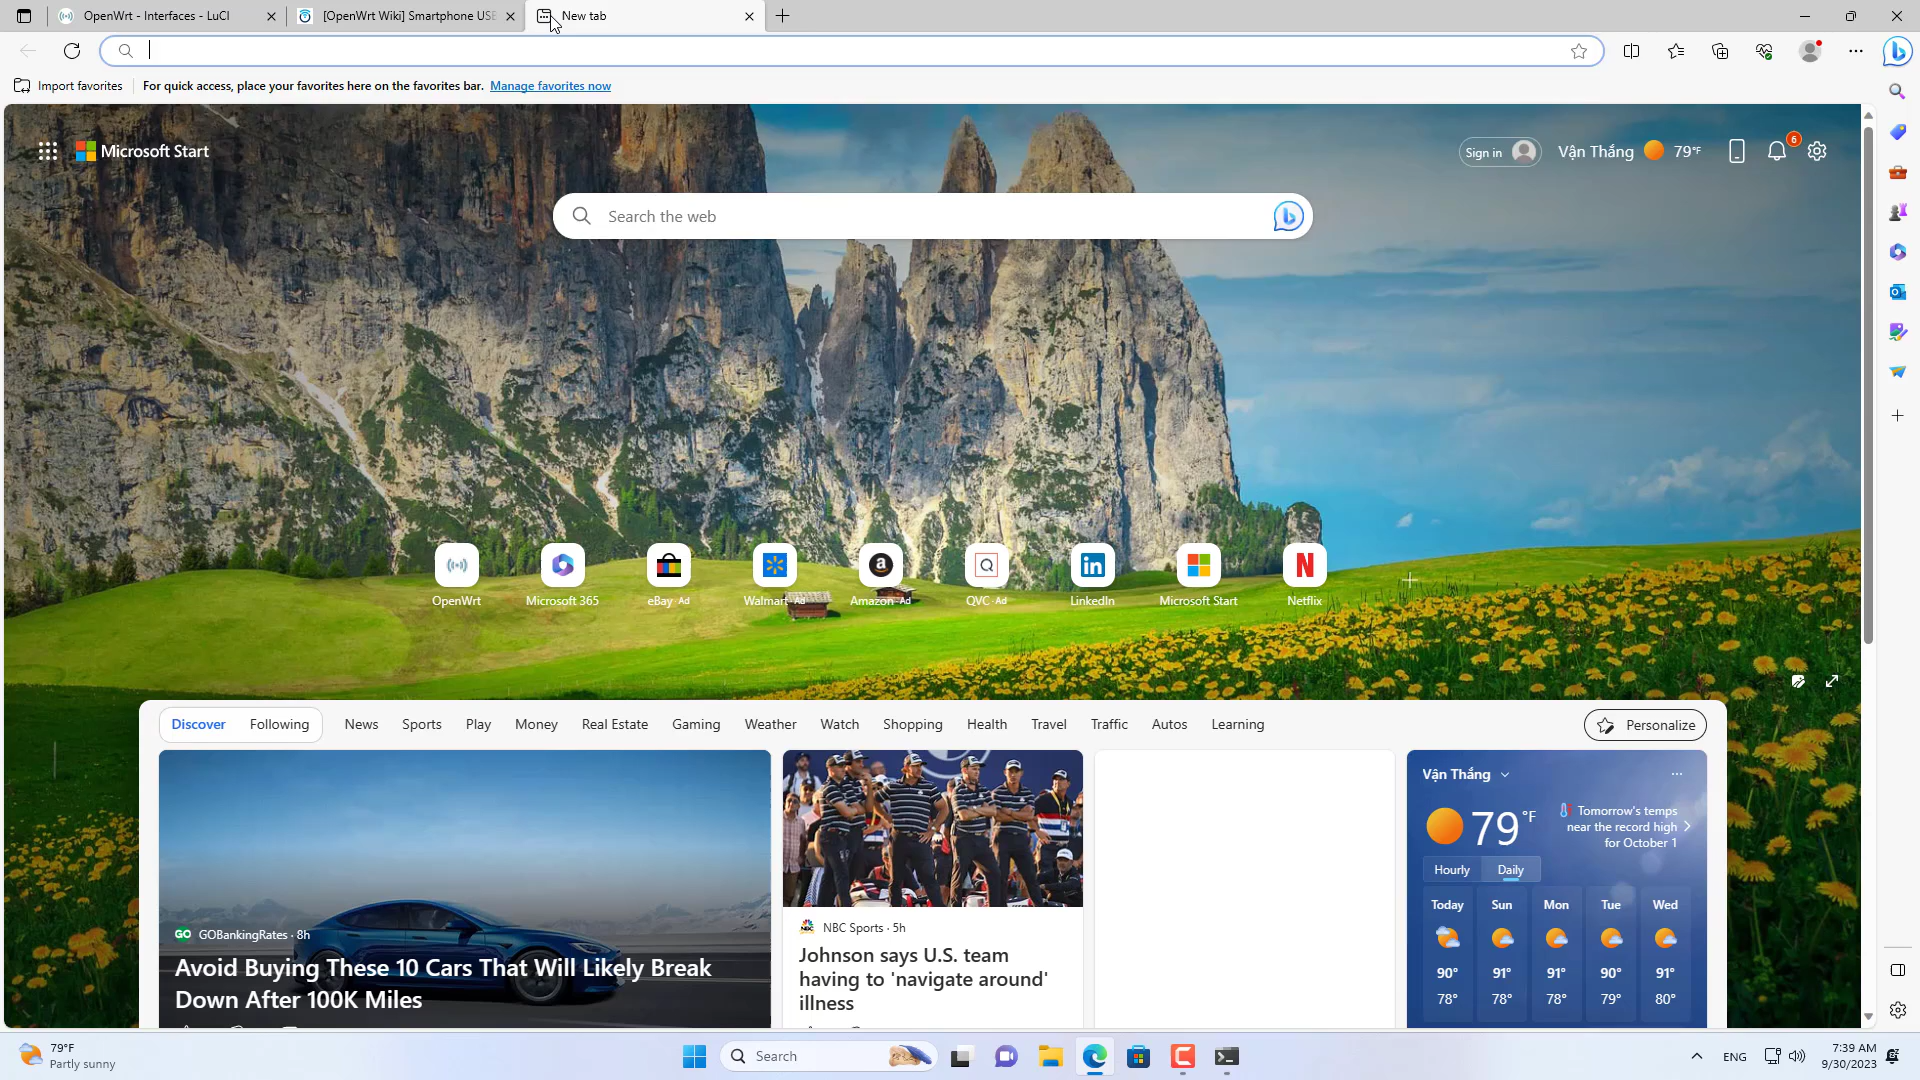 OpenWrt - Interfaces - LuCI
[OpenWrt Wiki] Smartphone USE
New tab
Import favorites
For quick access, place your favorites here on the favorites bar. Manage favorites now
Microsoft Start
Sign in
Vận Thắng
79°F
6
Search the web
OpenWrt
Microsoft 365
eBay · Ad
Walmart · Ad
Amazon · Ad
QVC · Ad
LinkedIn
Microsoft Start
Netflix
Discover
Following
News
Sports
Play
Money
Real Estate
Gaming
Weather
Watch
Shopping
Health
Travel
Traffic
Autos
Learning
Personalize
GO GOBankingRates · 8h
Avoid Buying These 10 Cars That Will Likely Break
Down After 100K Miles
NBC Sports · 5h
Johnson says U.S. team
having to 'navigate around'
illness
Vận Thắng
79°F
Tomorrow's temps
near the record high
for October 1
Hourly
Daily
Today Sun Mon Tue Wed
90° 91° 91° 90° 91°
78° 78° 78° 79° 80°
79°F
Partly sunny
Search
ENG
7:39 AM
9/30/2023